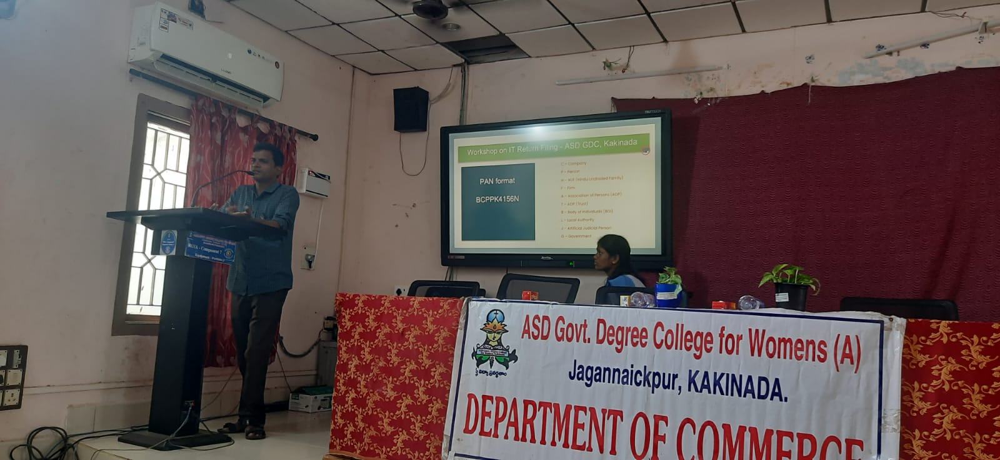 LLOYD
Workshop on IT Return Filing - ASD GDC, Kakinada
PAN format
BCPPK4156N
C - Company
P - Person
H - HUF (Hindu Undivided Family)
F - Firm
A - Association of Persons (AOP)
T - AOP (Trust)
B - Body of Individuals (BOI)
L - Local Authority
J - Artificial Judicial Person
G - Government
RUSA - Component 7
ASD Govt. Degree College for Womens (A)
Jagannaickpur, KAKINADA.
DEPARTMENT OF COMMERCE